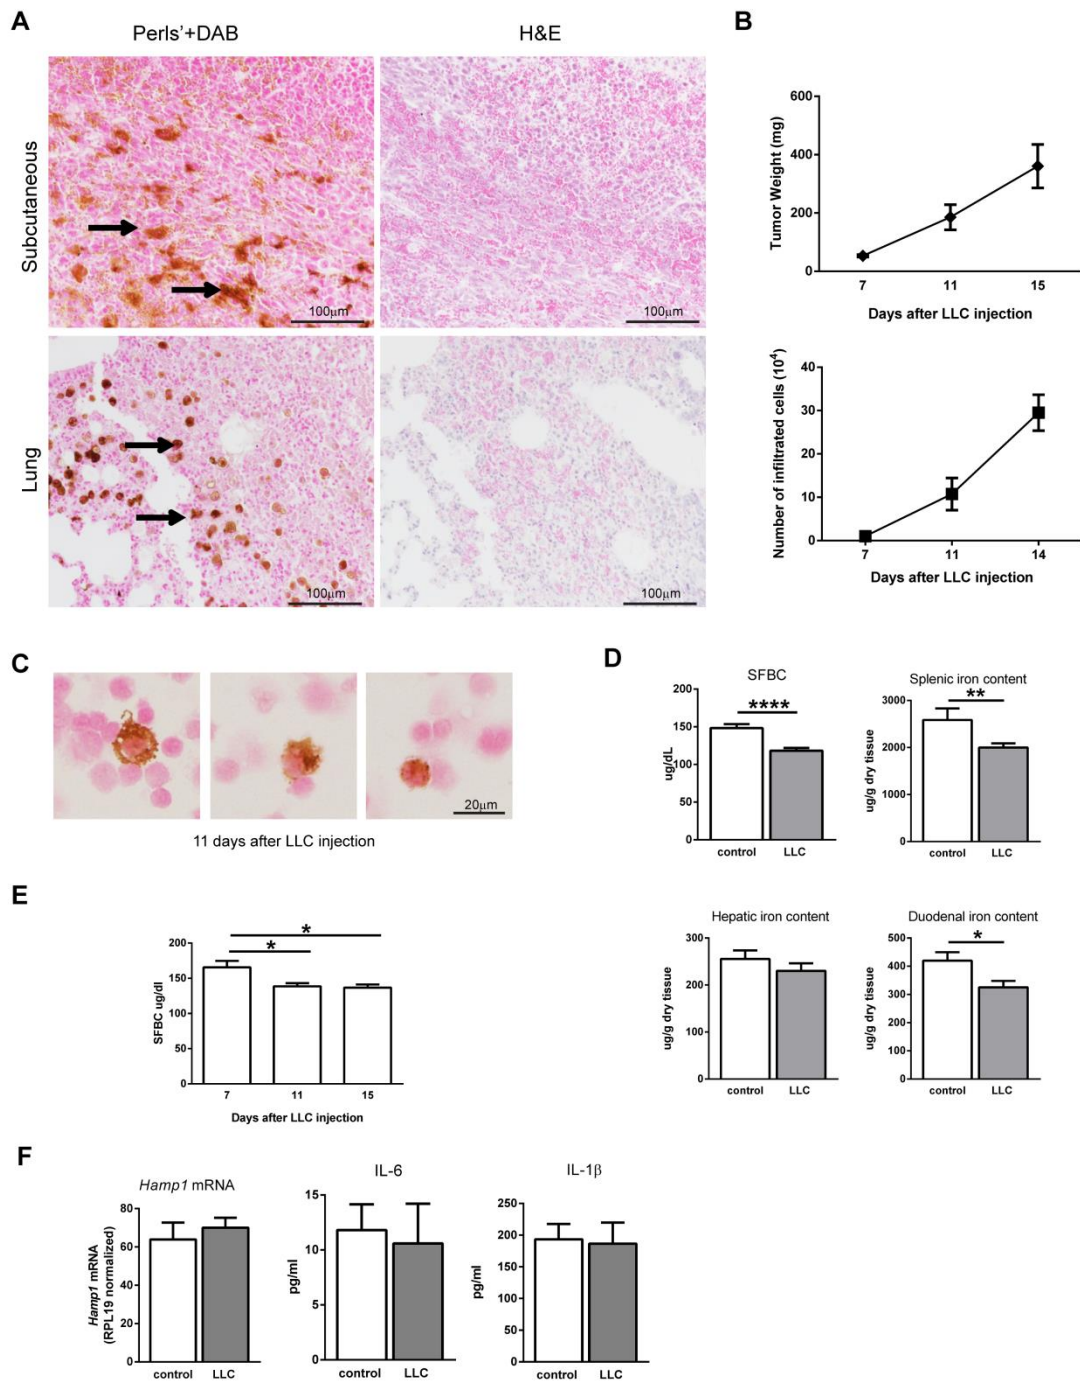 A
Perls'+DAB
H&E
Subcutaneous
100μm
100μm
Lung
100μm
100μm
B
Tumor Weight (mg)
600
400
200
0
7
11
15
Days after LLC injection
Number of infiltrated cells (10⁴)
40
30
20
10
0
7
11
14
Days after LLC injection
C
20μm
11 days after LLC injection
D
SFBC
ug/dL
200
150
100
50
0
****
control
LLC
Splenic iron content
ug/g dry tissue
3000
2000
1000
0
**
control
LLC
Hepatic iron content
ug/g dry tissue
300
200
100
0
control
LLC
Duodenal iron content
ug/g dry tissue
500
400
300
200
100
0
*
control
LLC
E
SFBC ug/dl
200
150
100
50
0
*
*
7
11
15
Days after LLC injection
F
Hamp1 mRNA
Hamp1 mRNA
(RPL19 normalized)
80
60
40
20
0
control
LLC
IL-6
pg/ml
15
10
5
0
control
LLC
IL-1β
pg/ml
250
200
150
100
50
0
control
LLC